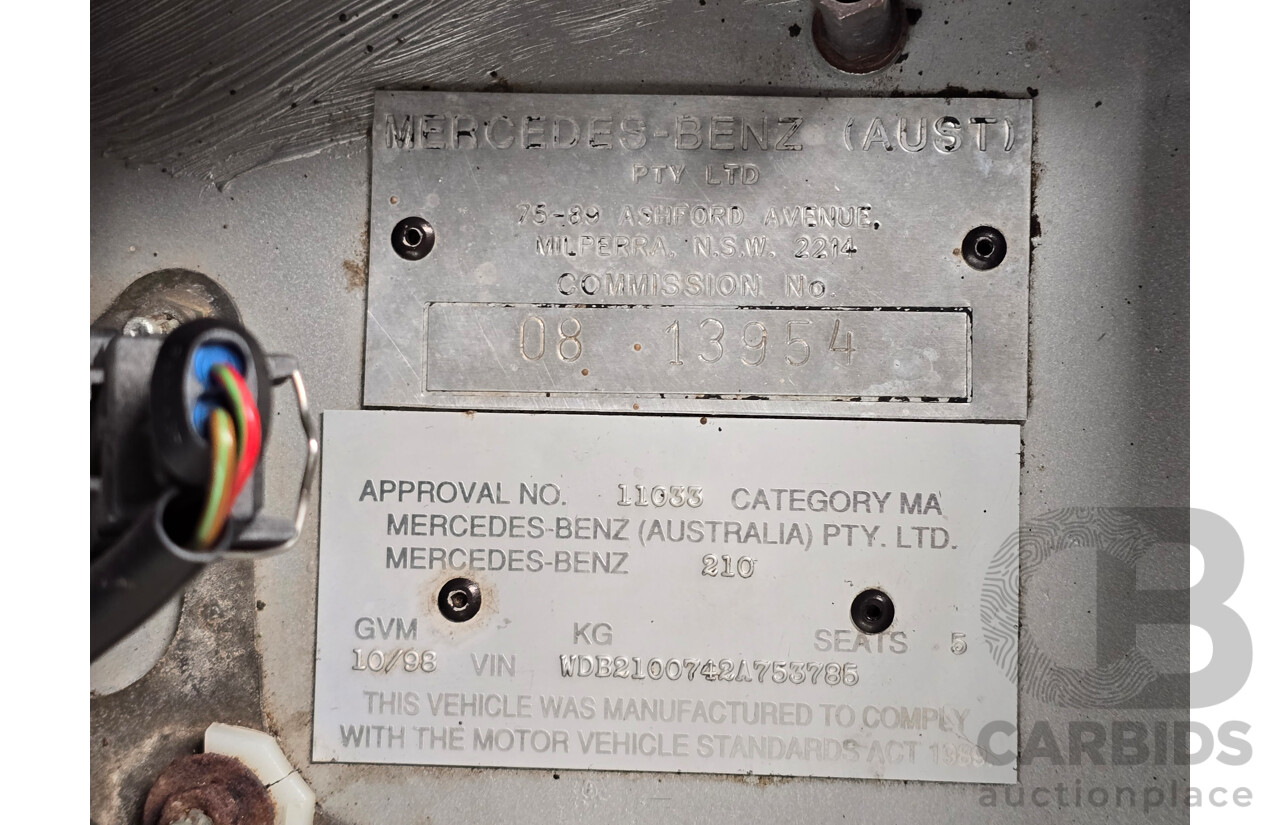 MERCEDES-BENZ (AUST)
PTY LTD
75-89 ASHFORD AVENUE,
MILPERRA. N.S.W. 2214
COMMISSION No.
08 13954
APPROVAL NO. 11033 CATEGORY MA
MERCEDES-BENZ (AUSTRALIA) PTY. LTD.
MERCEDES-BENZ 210
GVM KG SEATS 5
10/98 VIN WDB2100742A753785
THIS VEHICLE WAS MANUFACTURED TO COMPLY
WITH THE MOTOR VEHICLE STANDARDS ACT 1989
CARBIDS
auctionplace